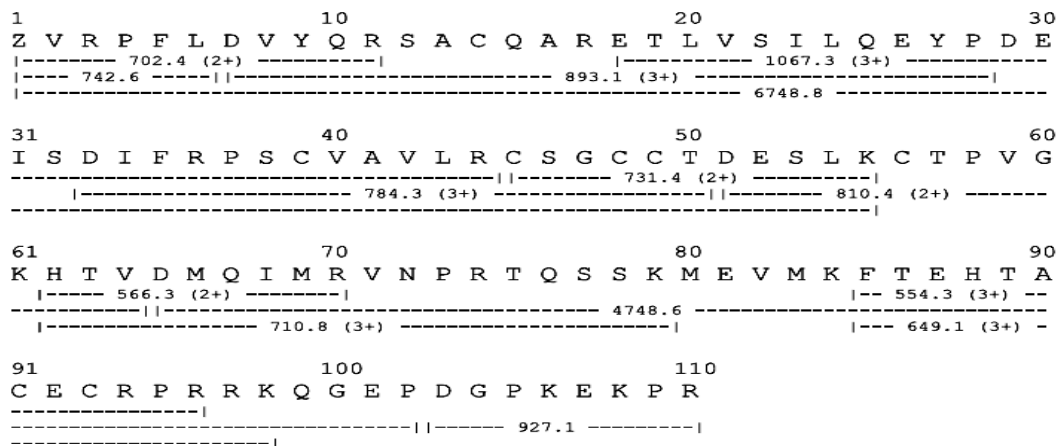 1 10 20 30
Z V R P F L D V Y Q R S A C Q A R E T L V S I L Q E Y P D E
|------- 702.4 (2+) --------| |------- 1067.3 (3+) --------
|---- 742.6 -----||---------------- 893.1 (3+) ----------------|
|---------------------------------------- 6748.8 ------------
31 40 50 60
I S D I F R P S C V A V L R C S G C C T D E S L K C T P V G
----------------------------------------||------ 731.4 (2+) -------|
|--------------- 784.3 (3+) --------------||------ 810.4 (2+) ------
------------------------------------------------------------|
61 70 80 90
K H T V D M Q I M R V N P R T Q S S K M E V M K F T E H T A
|---- 566.3 (2+) -------| |-- 554.3 (3+) --
----------||------------------------------------ 4748.6 ------------------------------
|------------- 710.8 (3+) --------------------| |--- 649.1 (3+) --
91 100 110
C E C R P R R K Q G E P D G P K E K P R
---------------|
--------------------------------||------ 927.1 --------|
---------------------|